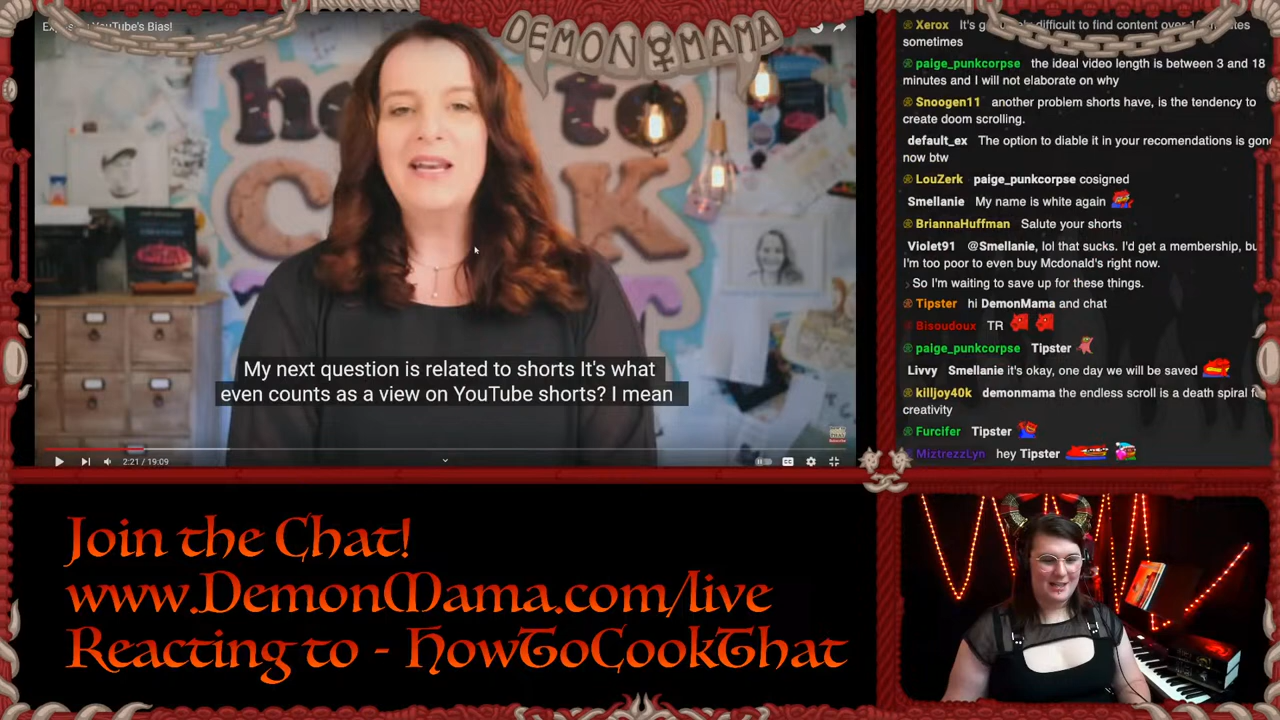 YouTube's Bias!
DEMON MAMA
how to
COOK
My next question is related to shorts It's what
even counts as a view on YouTube shorts? I mean
2:21 / 19:09
Xerox It's difficult to find content over
sometimes
paige_punkcorpse the ideal video length is between 3 and 18
minutes and I will not elaborate on why
Snoogen11 another problem skorts have, is the tendency to
create doom scrolling.
default_ex The option to diable it in your recomendations is gone
now btw
LouZerk paige_punkcorpse cosigned
Smellanie My name is white again
BriannaHuffman Salute your shorts
Violet91 @Smellanie, lol that sucks. I'd get a membership, bu
I'm too poor to even buy Mcdonald's right now.
So I'm waiting to save up for these things.
Tipster hi DemonMama and chat
Bisoudoux TR
paige_punkcorpse Tipster
Livvy Smellanie it's okay, one day we will be saved
killjoy40k demonmama the endless scroll is a death spiral
creativity
Furcifer Tipster
MiztrezzLyn hey Tipster
Join the Chat!
www.DemonMama.com/live
Reacting to - HowToCookThat